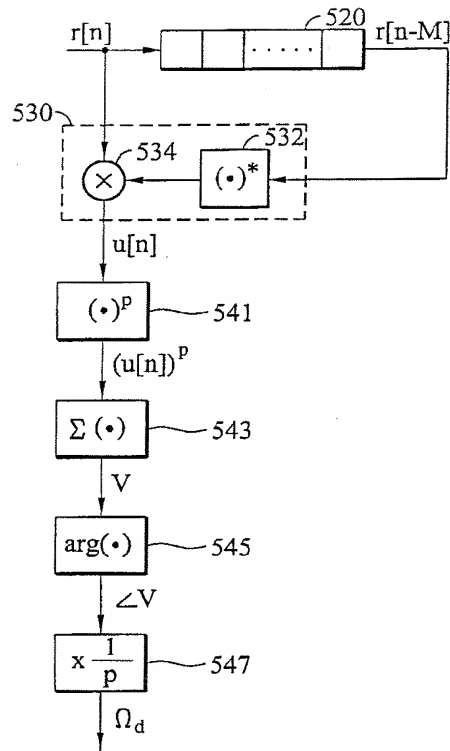 520
r[n]
. . . . .
r[n-M]
530
532
534
×
(•)*
u[n]
(•)ᵖ
541
(u[n])ᵖ
Σ(•)
543
V
arg(•)
545
∠V
x 1/p
547
Ω_d